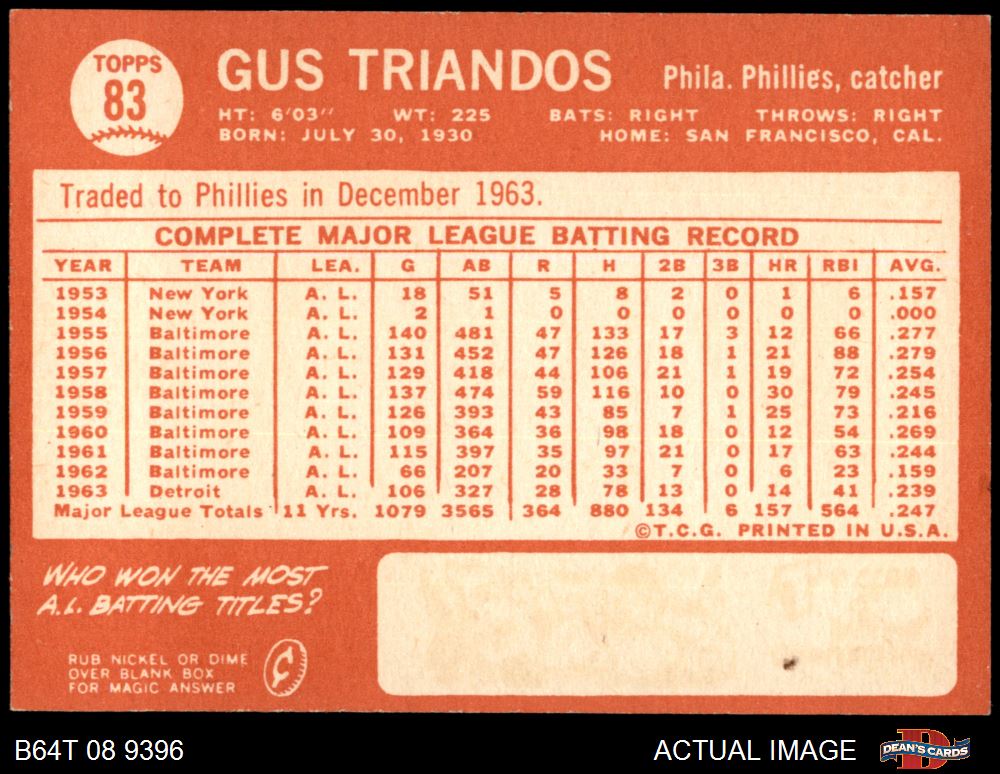 TOPPS
83
GUS TRIANDOS
Phila. Phillies, catcher
HT: 6'03" WT: 225 BATS: RIGHT THROWS: RIGHT
BORN: JULY 30, 1930 HOME: SAN FRANCISCO, CAL.
Traded to Phillies in December 1963.
COMPLETE MAJOR LEAGUE BATTING RECORD
YEAR TEAM LEA. G AB R H 2B 3B HR RBI AVG.
1953 New York A. L. 18 51 5 8 2 0 1 6 .157
1954 New York A. L. 2 1 0 0 0 0 0 0 .000
1955 Baltimore A. L. 140 481 47 133 17 3 12 66 .277
1956 Baltimore A. L. 131 452 47 126 18 1 21 88 .279
1957 Baltimore A. L. 129 418 44 106 21 1 19 72 .254
1958 Baltimore A. L. 137 474 59 116 10 0 30 79 .245
1959 Baltimore A. L. 126 393 43 85 7 1 25 73 .216
1960 Baltimore A. L. 109 364 36 98 18 0 12 54 .269
1961 Baltimore A. L. 115 397 35 97 21 0 17 63 .244
1962 Baltimore A. L. 66 207 20 33 7 0 6 23 .159
1963 Detroit A. L. 106 327 28 78 13 0 14 41 .239
Major League Totals 11 Yrs. 1079 3565 364 880 134 6 157 564 .247
©T.C.G. PRINTED IN U.S.A.
WHO WON THE MOST
A.L. BATTING TITLES?
RUB NICKEL OR DIME
OVER BLANK BOX
FOR MAGIC ANSWER
¢
B64T 08 9396 ACTUAL IMAGE
DEAN'S CARDS